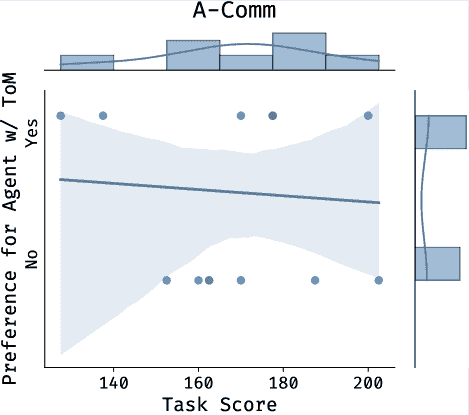 A-Comm
Preference for Agent w/ ToM
Yes
No
140 160 180 200
Task Score